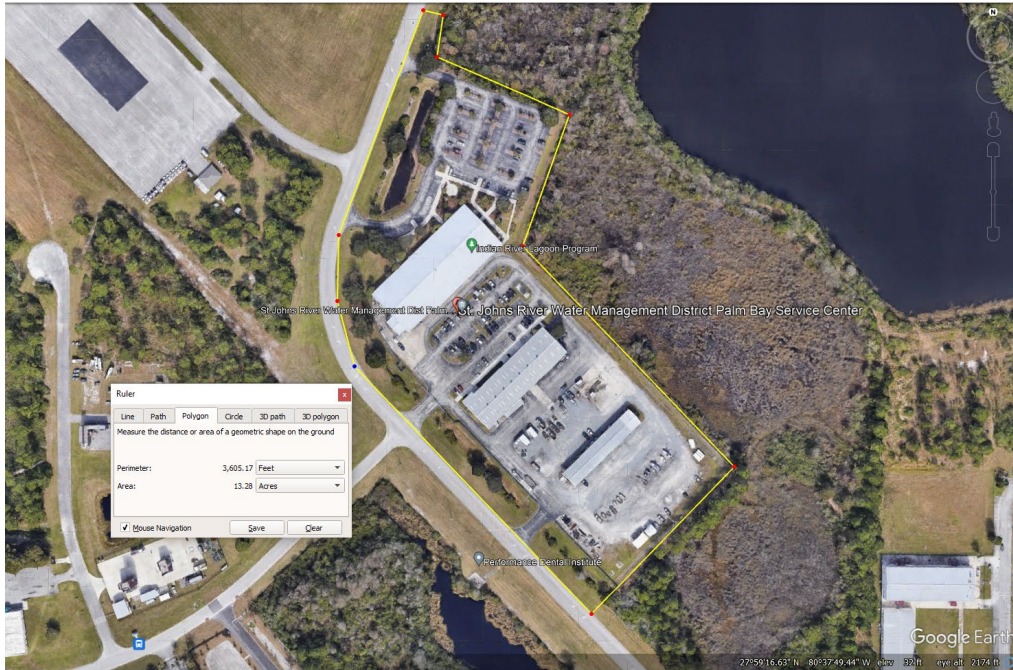 N
Indian River Lagoon Program
St Johns River Water Management Dist Palm...
St. Johns River Water Management District Palm Bay Service Center
Ruler
x
Line Path Polygon Circle 3D path 3D polygon
Measure the distance or area of a geometric shape on the ground
Perimeter: 3,605.17 Feet
Area: 13.28 Acres
Mouse Navigation Save Clear
Performance Dental Institute
Google Earth
27°59'16.63" N 80°37'49.44" W elev 32 ft eye alt 2174 ft